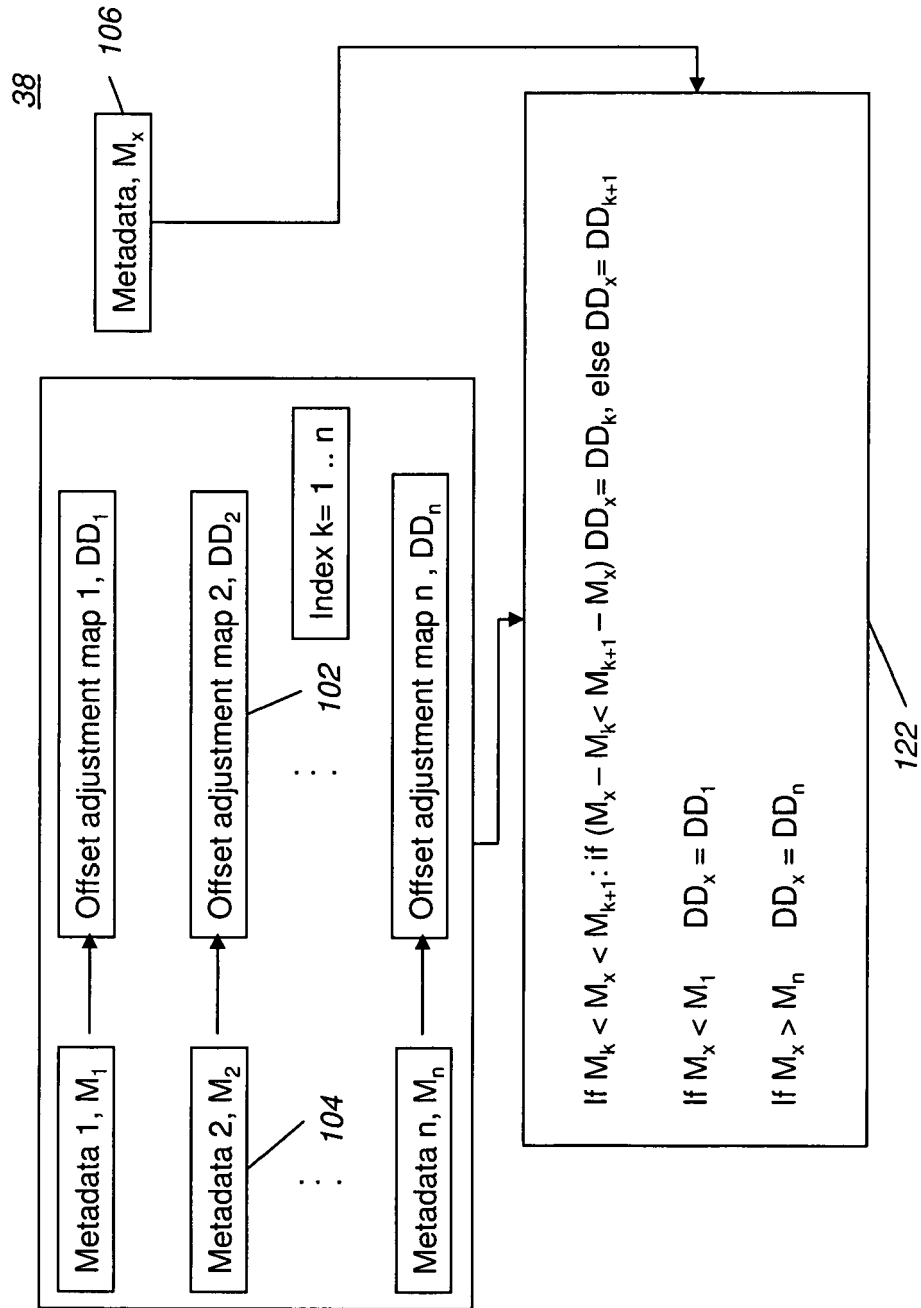 38
Metadata 1, M₁
Offset adjustment map 1, DD₁
Metadata, Mₓ
106
Metadata 2, M₂
Offset adjustment map 2, DD₂
104
102
. . .
. . .
Index k= 1 .. n
Metadata n, Mₙ
Offset adjustment map n , DDₙ
If Mₖ < Mₓ < Mₖ₊₁: if (Mₓ – Mₖ < Mₖ₊₁ – Mₓ) DDₓ= DDₖ, else DDₓ= DDₖ₊₁
If Mₓ < M₁ DDₓ = DD₁
If Mₓ > Mₙ DDₓ = DDₙ
122